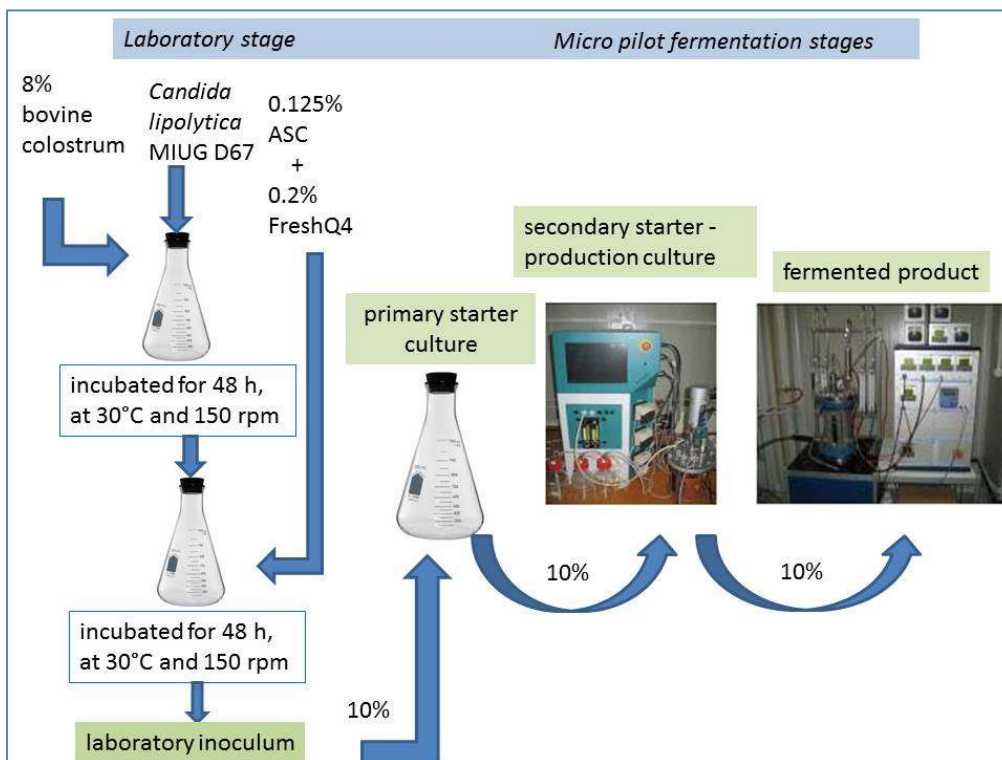 Laboratory stage
Micro pilot fermentation stages
8%
bovine
colostrum
Candida
lipolytica
MIUG D67
0.125%
ASC
+
0.2%
FreshQ4
incubated for 48 h,
at 30°C and 150 rpm
incubated for 48 h,
at 30°C and 150 rpm
laboratory inoculum
10%
primary starter
culture
10%
secondary starter -
production culture
10%
fermented product